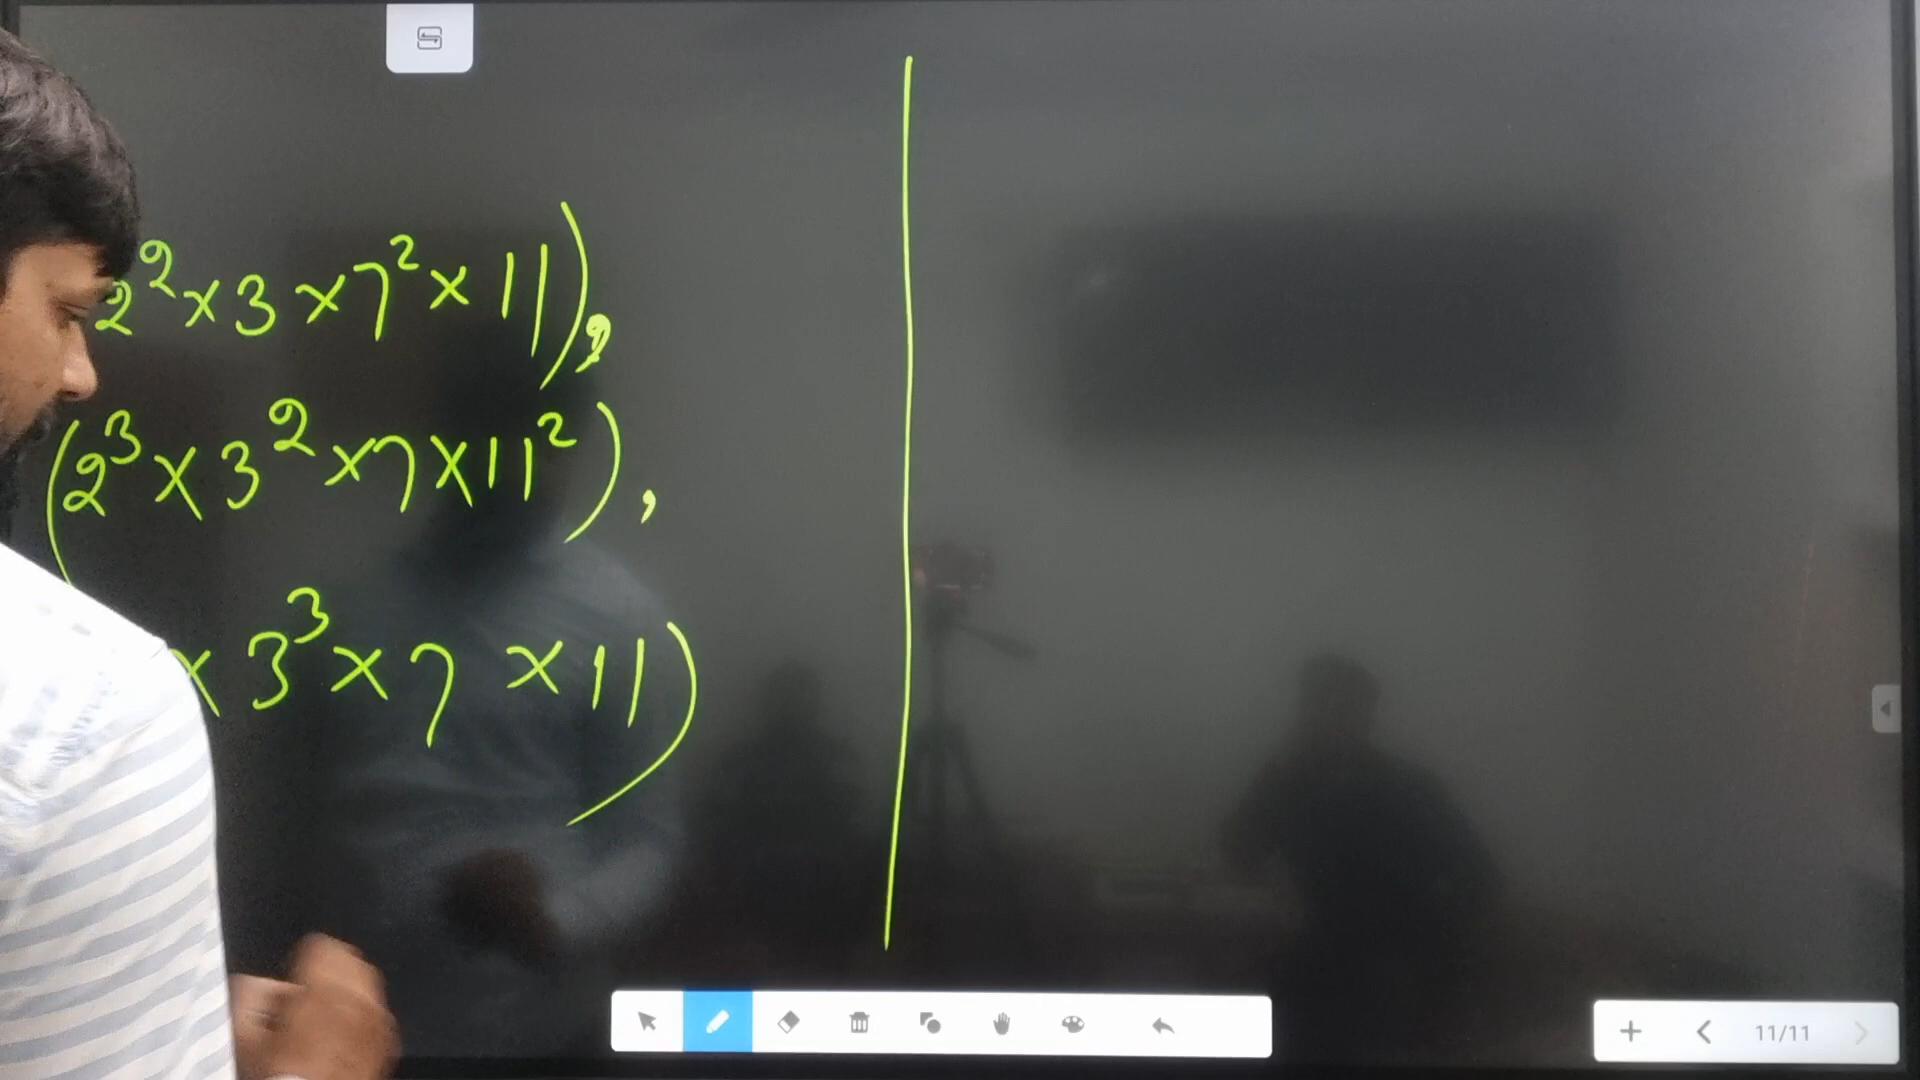 2² × 3 × 7² × 11),
(2³ × 3² × 7 × 11²),
× 3³ × 7 × 11)
11/11